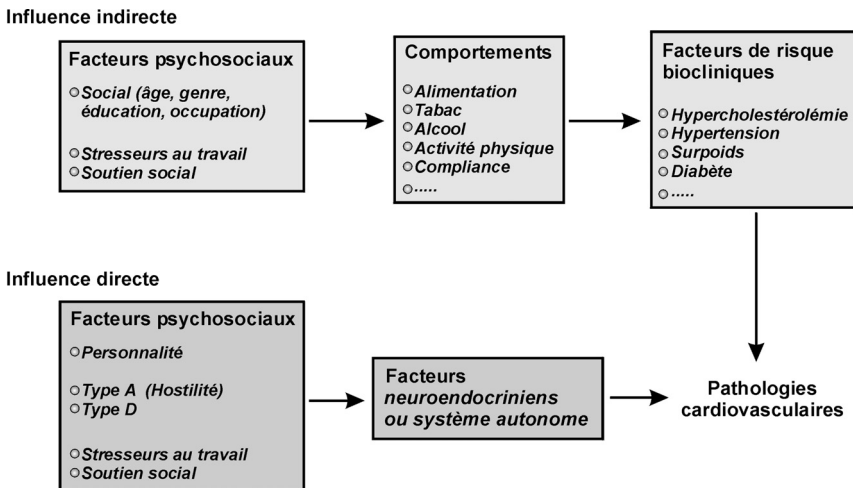 Influence indirecte
Facteurs psychosociaux
Social (âge, genre,
éducation, occupation)
Stresseurs au travail
Soutien social
Comportements
Alimentation
Tabac
Alcool
Activité physique
Compliance
.....
Facteurs de risque
biocliniques
Hypercholestérolémie
Hypertension
Surpoids
Diabète
.....
Influence directe
Facteurs psychosociaux
Personnalité
Type A (Hostilité)
Type D
Stresseurs au travail
Soutien social
Facteurs
neuroendocriniens
ou système autonome
Pathologies
cardiovasculaires